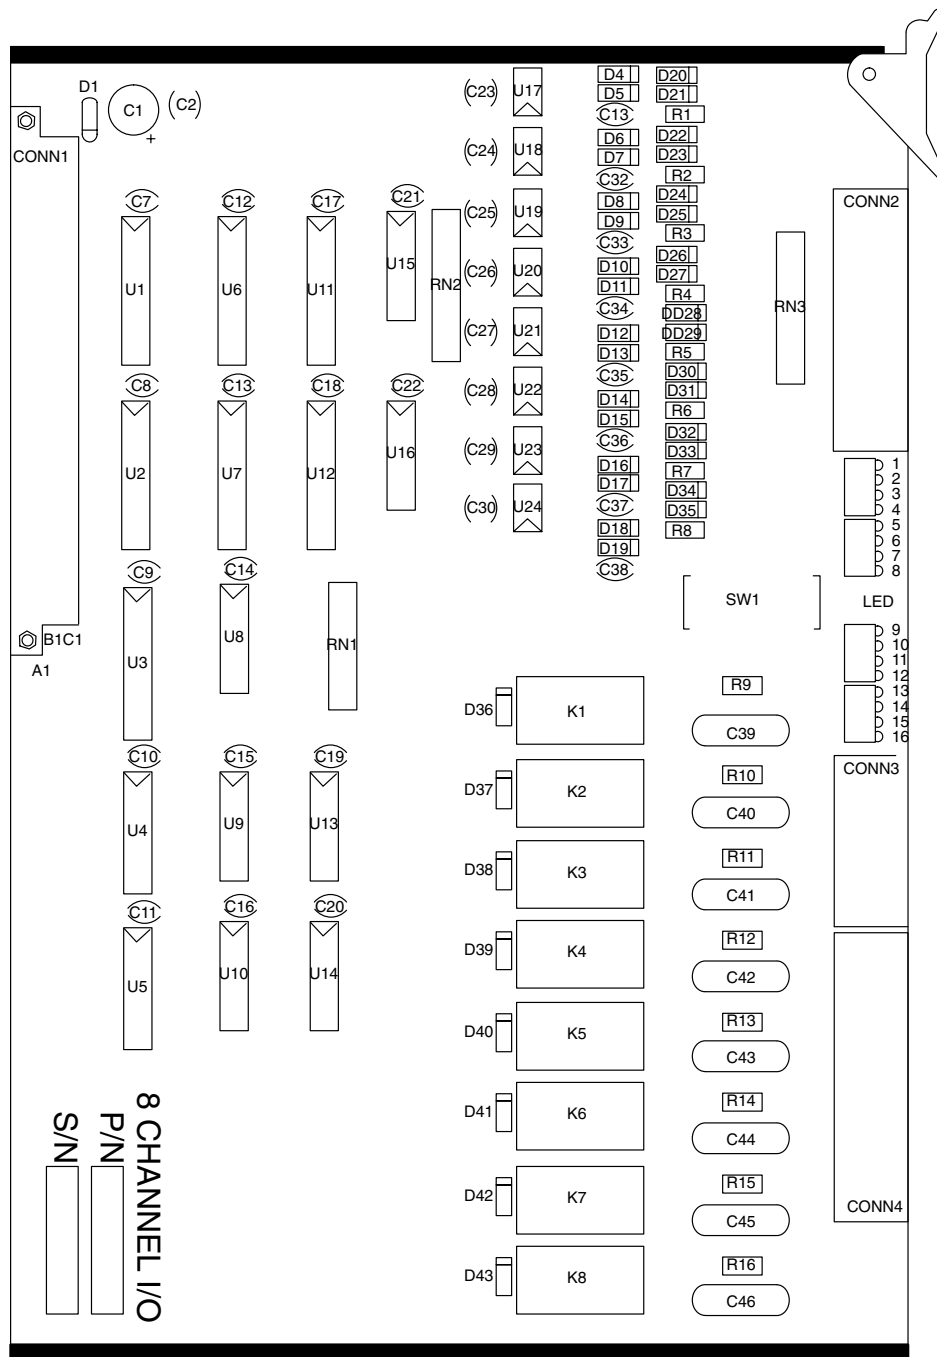 D1
C1
+
C2
CONN1
B1C1
A1
C7
C12
C17
C21
U1
U6
U11
U15
RN2
C8
C13
C18
C22
U2
U7
U12
U16
C9
C14
U3
U8
RN1
C10
C15
C19
U4
U9
U13
C11
C16
C20
U5
U10
U14
C23
U17
C24
U18
C25
U19
C26
U20
C27
U21
C28
U22
C29
U23
C30
U24
D4
D5
C13
D6
D7
C32
D8
D9
C33
D10
D11
C34
D12
D13
C35
D14
D15
C36
D16
D17
C37
D18
D19
C38
D20
D21
R1
D22
D23
R2
D24
D25
R3
D26
D27
R4
DD28
DD29
R5
D30
D31
R6
D32
D33
R7
D34
D35
R8
RN3
CONN2
1
2
3
4
5
6
7
8
LED
9
10
11
12
13
14
15
16
SW1
D36
K1
R9
C39
D37
K2
R10
C40
D38
K3
R11
C41
D39
K4
R12
C42
D40
K5
R13
C43
D41
K6
R14
C44
D42
K7
R15
C45
D43
K8
R16
C46
CONN3
CONN4
8 CHANNEL I/O
P/N
S/N